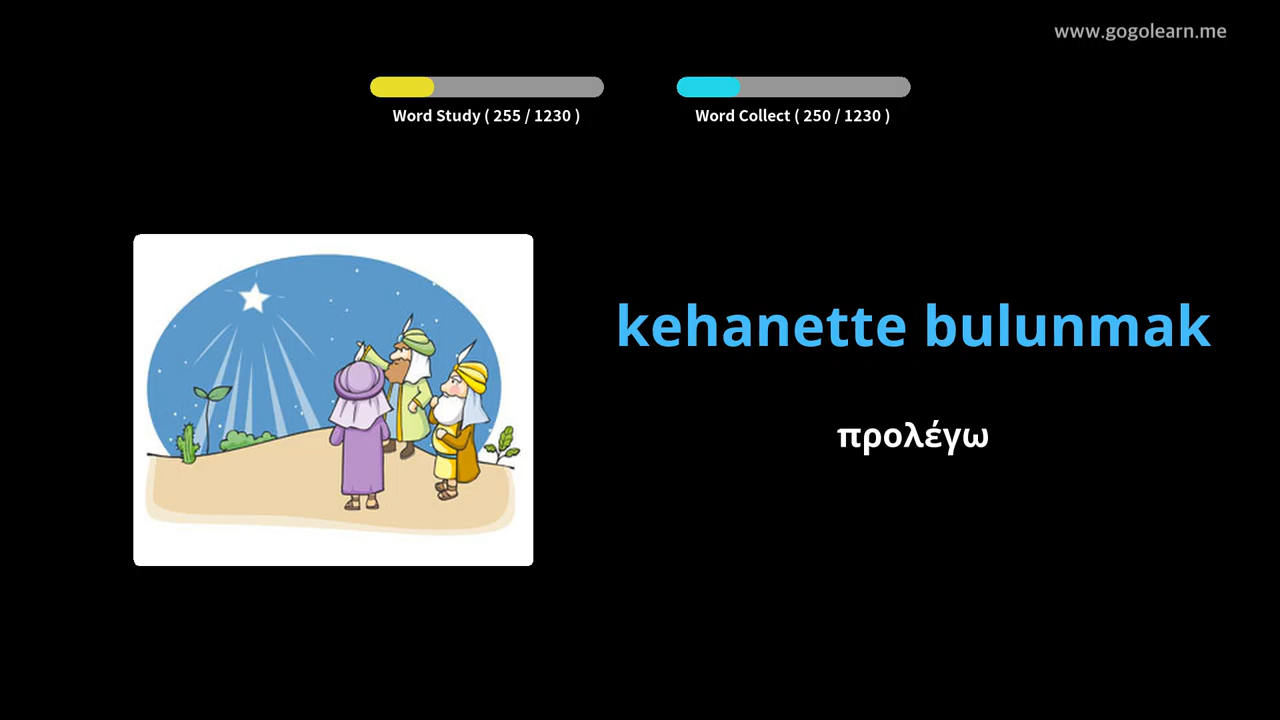 www.gogolearn.me
Word Study ( 255 / 1230 )
Word Collect ( 250 / 1230 )
kehanette bulunmak
προλέγω